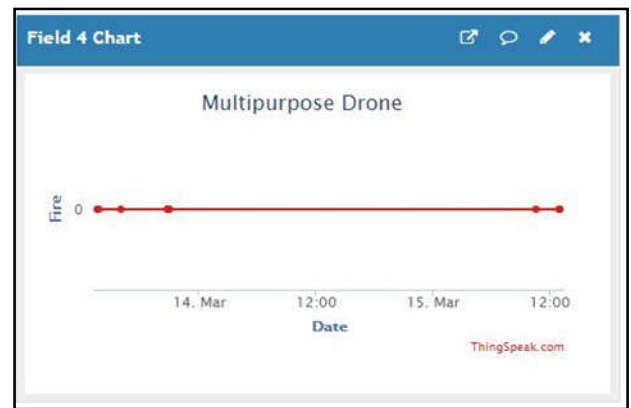 Field 4 Chart
Multipurpose Drone
Fire
0
14. Mar 12:00 15. Mar 12:00
Date
ThingSpeak.com